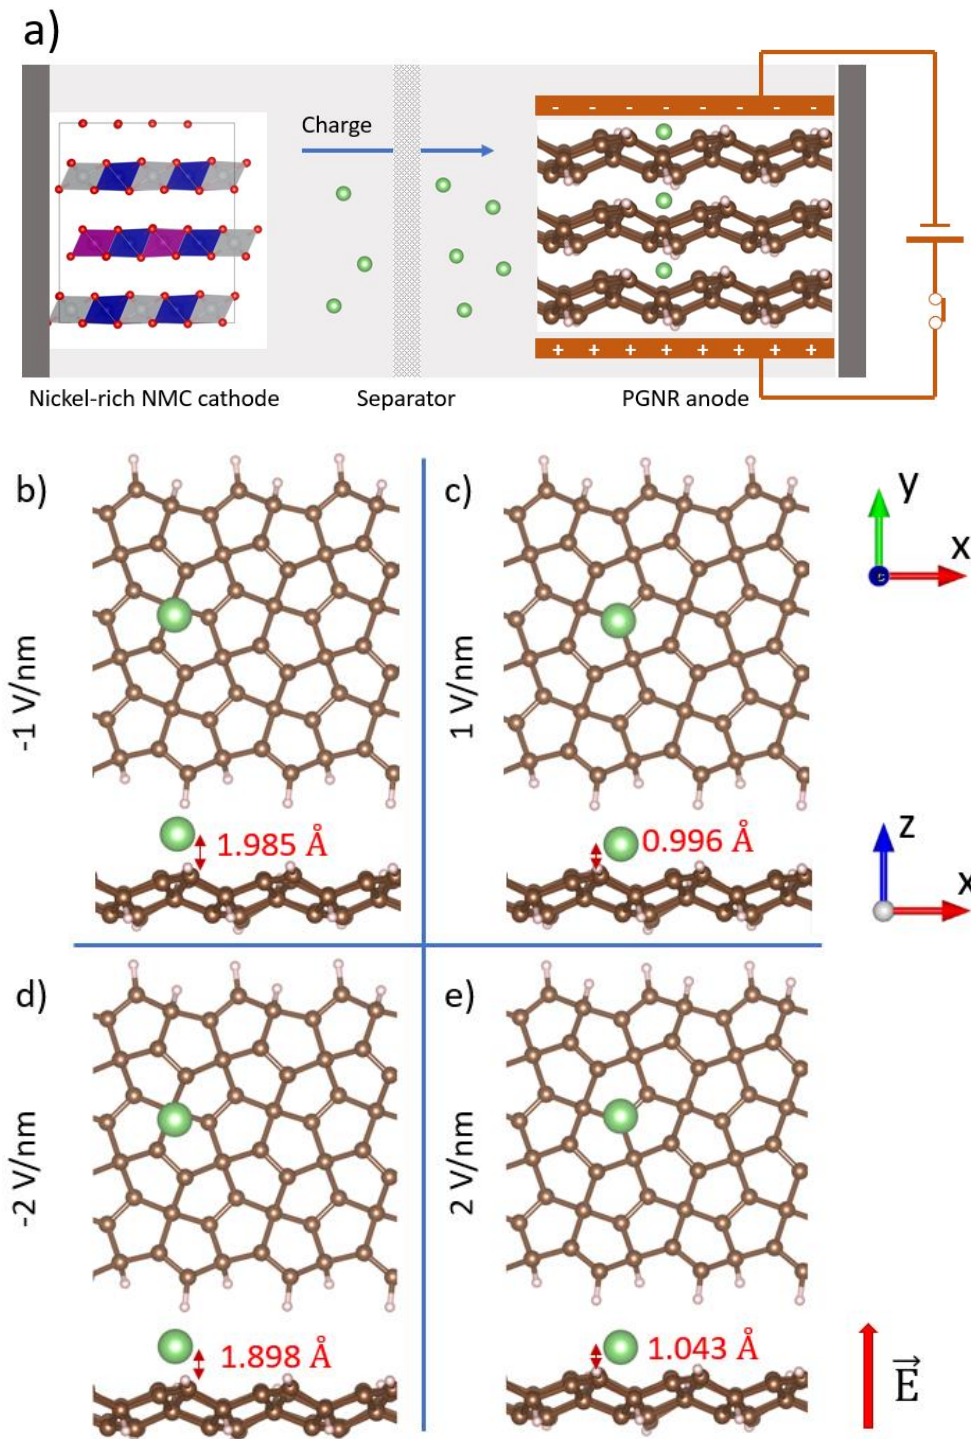 a)
- - - - - - - -
Charge
+ + + + + + + +
Nickel-rich NMC cathode
Separator
PGNR anode
b)
-1 V/nm
1.985 Å
c)
1 V/nm
0.996 Å
y
x
z
x
d)
-2 V/nm
1.898 Å
e)
2 V/nm
1.043 Å
E⃗